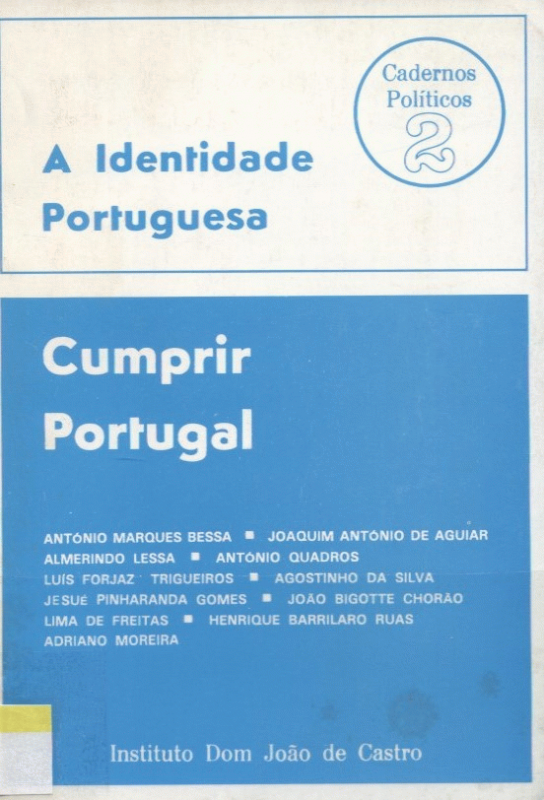 Cadernos
Políticos
2
A Identidade
Portuguesa
Cumprir
Portugal
ANTÓNIO MARQUES BESSA ■ JOAQUIM ANTÓNIO DE AGUIAR
ALMERINDO LESSA ■ ANTÓNIO QUADROS
LUÍS FORJAZ TRIGUEIROS ■ AGOSTINHO DA SILVA
JESUÉ PINHARANDA GOMES ■ JOÃO BIGOTTE CHORÃO
LIMA DE FREITAS ■ HENRIQUE BARRILARO RUAS
ADRIANO MOREIRA
Instituto Dom João de Castro